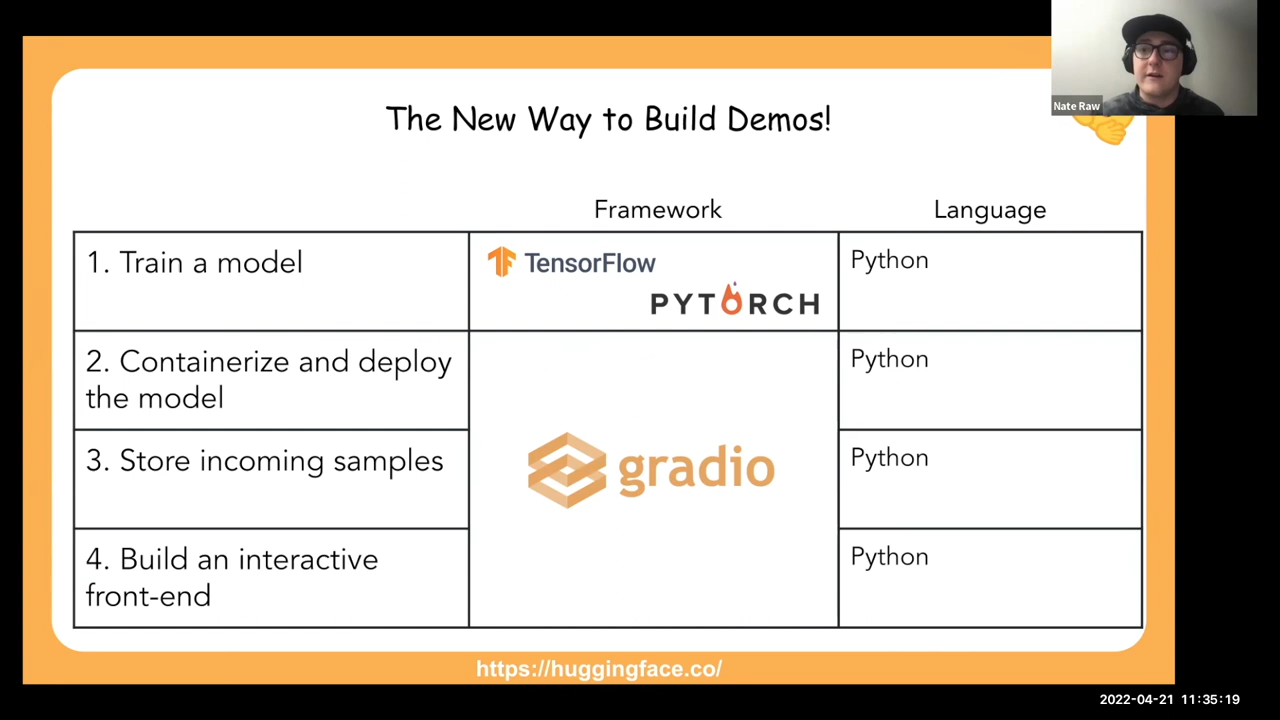 Nate Raw
The New Way to Build Demos!
Framework
Language
1. Train a model
TensorFlow
PYTORCH
Python
2. Containerize and deploy
the model
Python
3. Store incoming samples
gradio
Python
4. Build an interactive
front-end
Python
https://huggingface.co/
2022-04-21 11:35:19